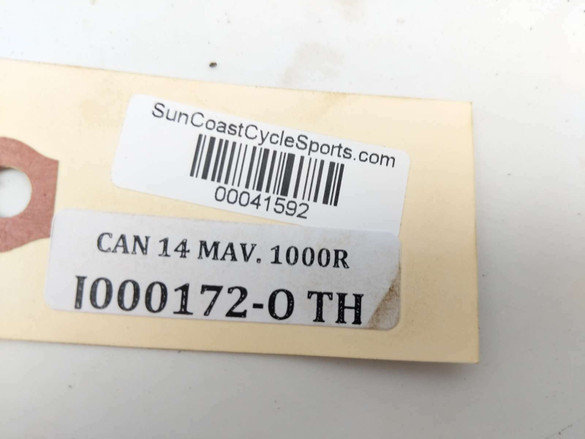 SunCoastCycleSports.com
00041592
CAN 14 MAV. 1000R
I000172-O TH